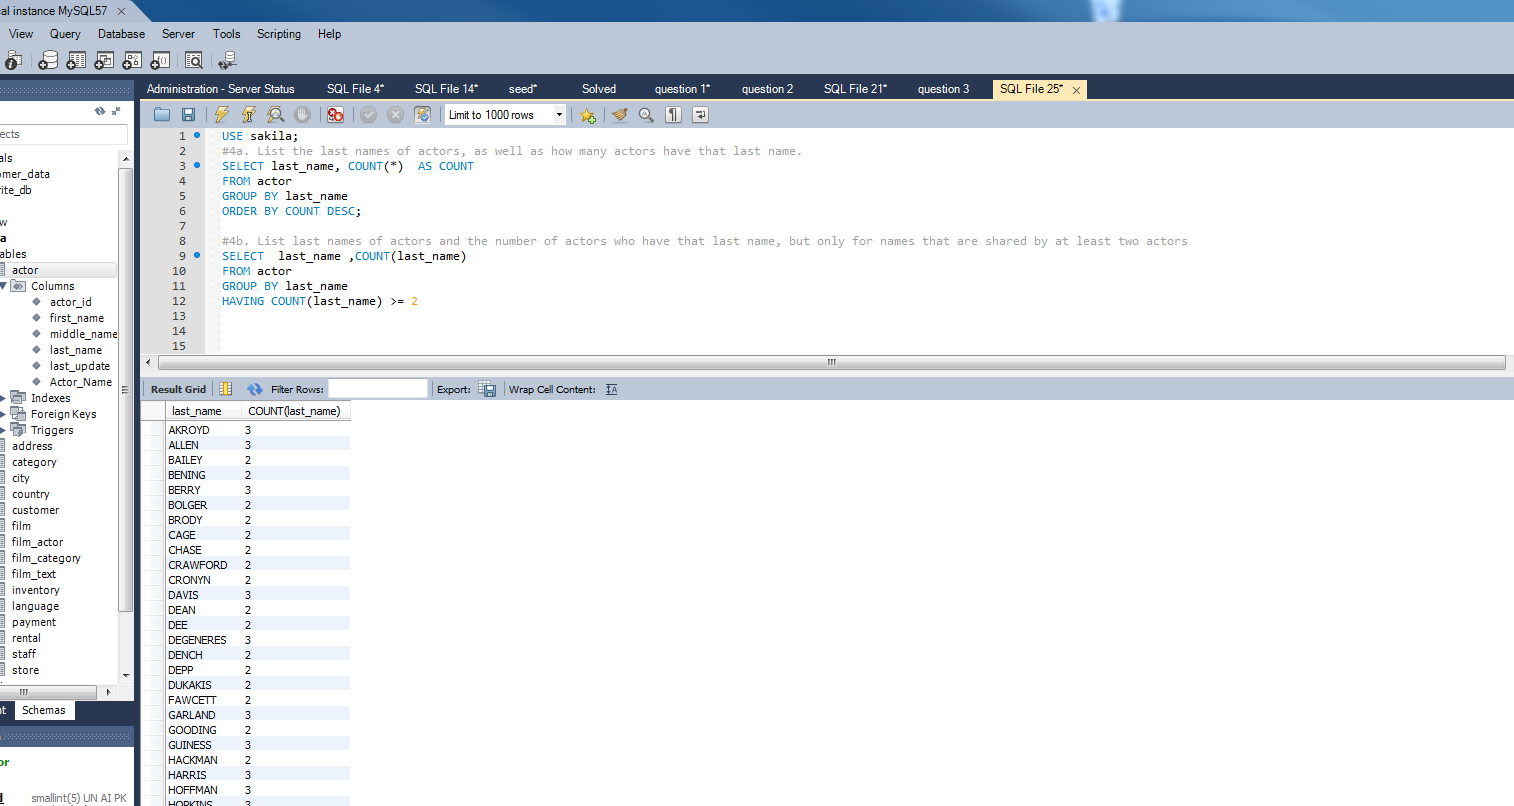 cal instance MySQL57
View Query Database Server Tools Scripting Help
Administration - Server Status SQL File 4* SQL File 14* seed* Solved question 1* question 2 SQL File 21* question 3 SQL File 25*
Limit to 1000 rows
ects
als
omer_data
rite_db
w
a
ables
actor
Columns
actor_id
first_name
middle_name
last_name
last_update
Actor_Name
Indexes
Foreign Keys
Triggers
address
category
city
country
customer
film
film_actor
film_category
film_text
inventory
language
payment
rental
staff
store
nt Schemas
or
d smallint(5) UN AI PK
1 USE sakila;
2 #4a. List the last names of actors, as well as how many actors have that last name.
3 SELECT last_name, COUNT(*)  AS COUNT
4 FROM actor
5 GROUP BY last_name
6 ORDER BY COUNT DESC;
7
8 #4b. List last names of actors and the number of actors who have that last name, but only for names that are shared by at least two actors
9 SELECT  last_name ,COUNT(last_name)
10 FROM actor
11 GROUP BY last_name
12 HAVING COUNT(last_name) >= 2
13
14
15
Result Grid Filter Rows: Export: Wrap Cell Content:
last_name COUNT(last_name)
AKROYD 3
ALLEN 3
BAILEY 2
BENING 2
BERRY 3
BOLGER 2
BRODY 2
CAGE 2
CHASE 2
CRAWFORD 2
CRONYN 2
DAVIS 3
DEAN 2
DEE 2
DEGENERES 3
DENCH 2
DEPP 2
DUKAKIS 2
FAWCETT 2
GARLAND 3
GOODING 2
GUINESS 3
HACKMAN 2
HARRIS 3
HOFFMAN 3
HOPKINS 3